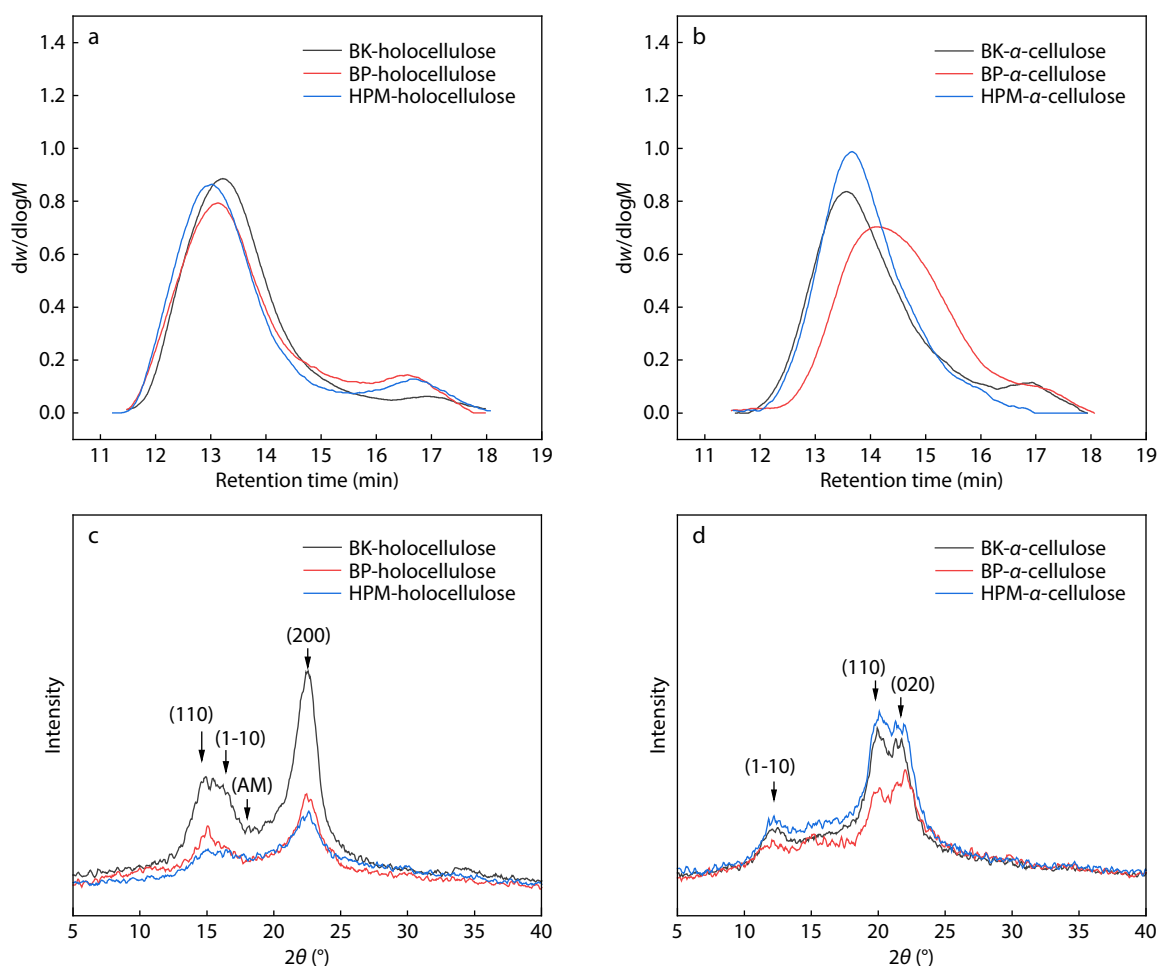 a
BK-holocellulose
BP-holocellulose
HPM-holocellulose
1.4
1.2
1.0
0.8
0.6
0.4
0.2
0.0
dw/dlogM
11 12 13 14 15 16 17 18 19
Retention time (min)
b
BK-α-cellulose
BP-α-cellulose
HPM-α-cellulose
1.4
1.2
1.0
0.8
0.6
0.4
0.2
0.0
dw/dlogM
11 12 13 14 15 16 17 18 19
Retention time (min)
c
BK-holocellulose
BP-holocellulose
HPM-holocellulose
(200)
(110)
(1-10)
(AM)
Intensity
5 10 15 20 25 30 35 40
2θ (°)
d
BK-α-cellulose
BP-α-cellulose
HPM-α-cellulose
(110)
(020)
(1-10)
Intensity
5 10 15 20 25 30 35 40
2θ (°)